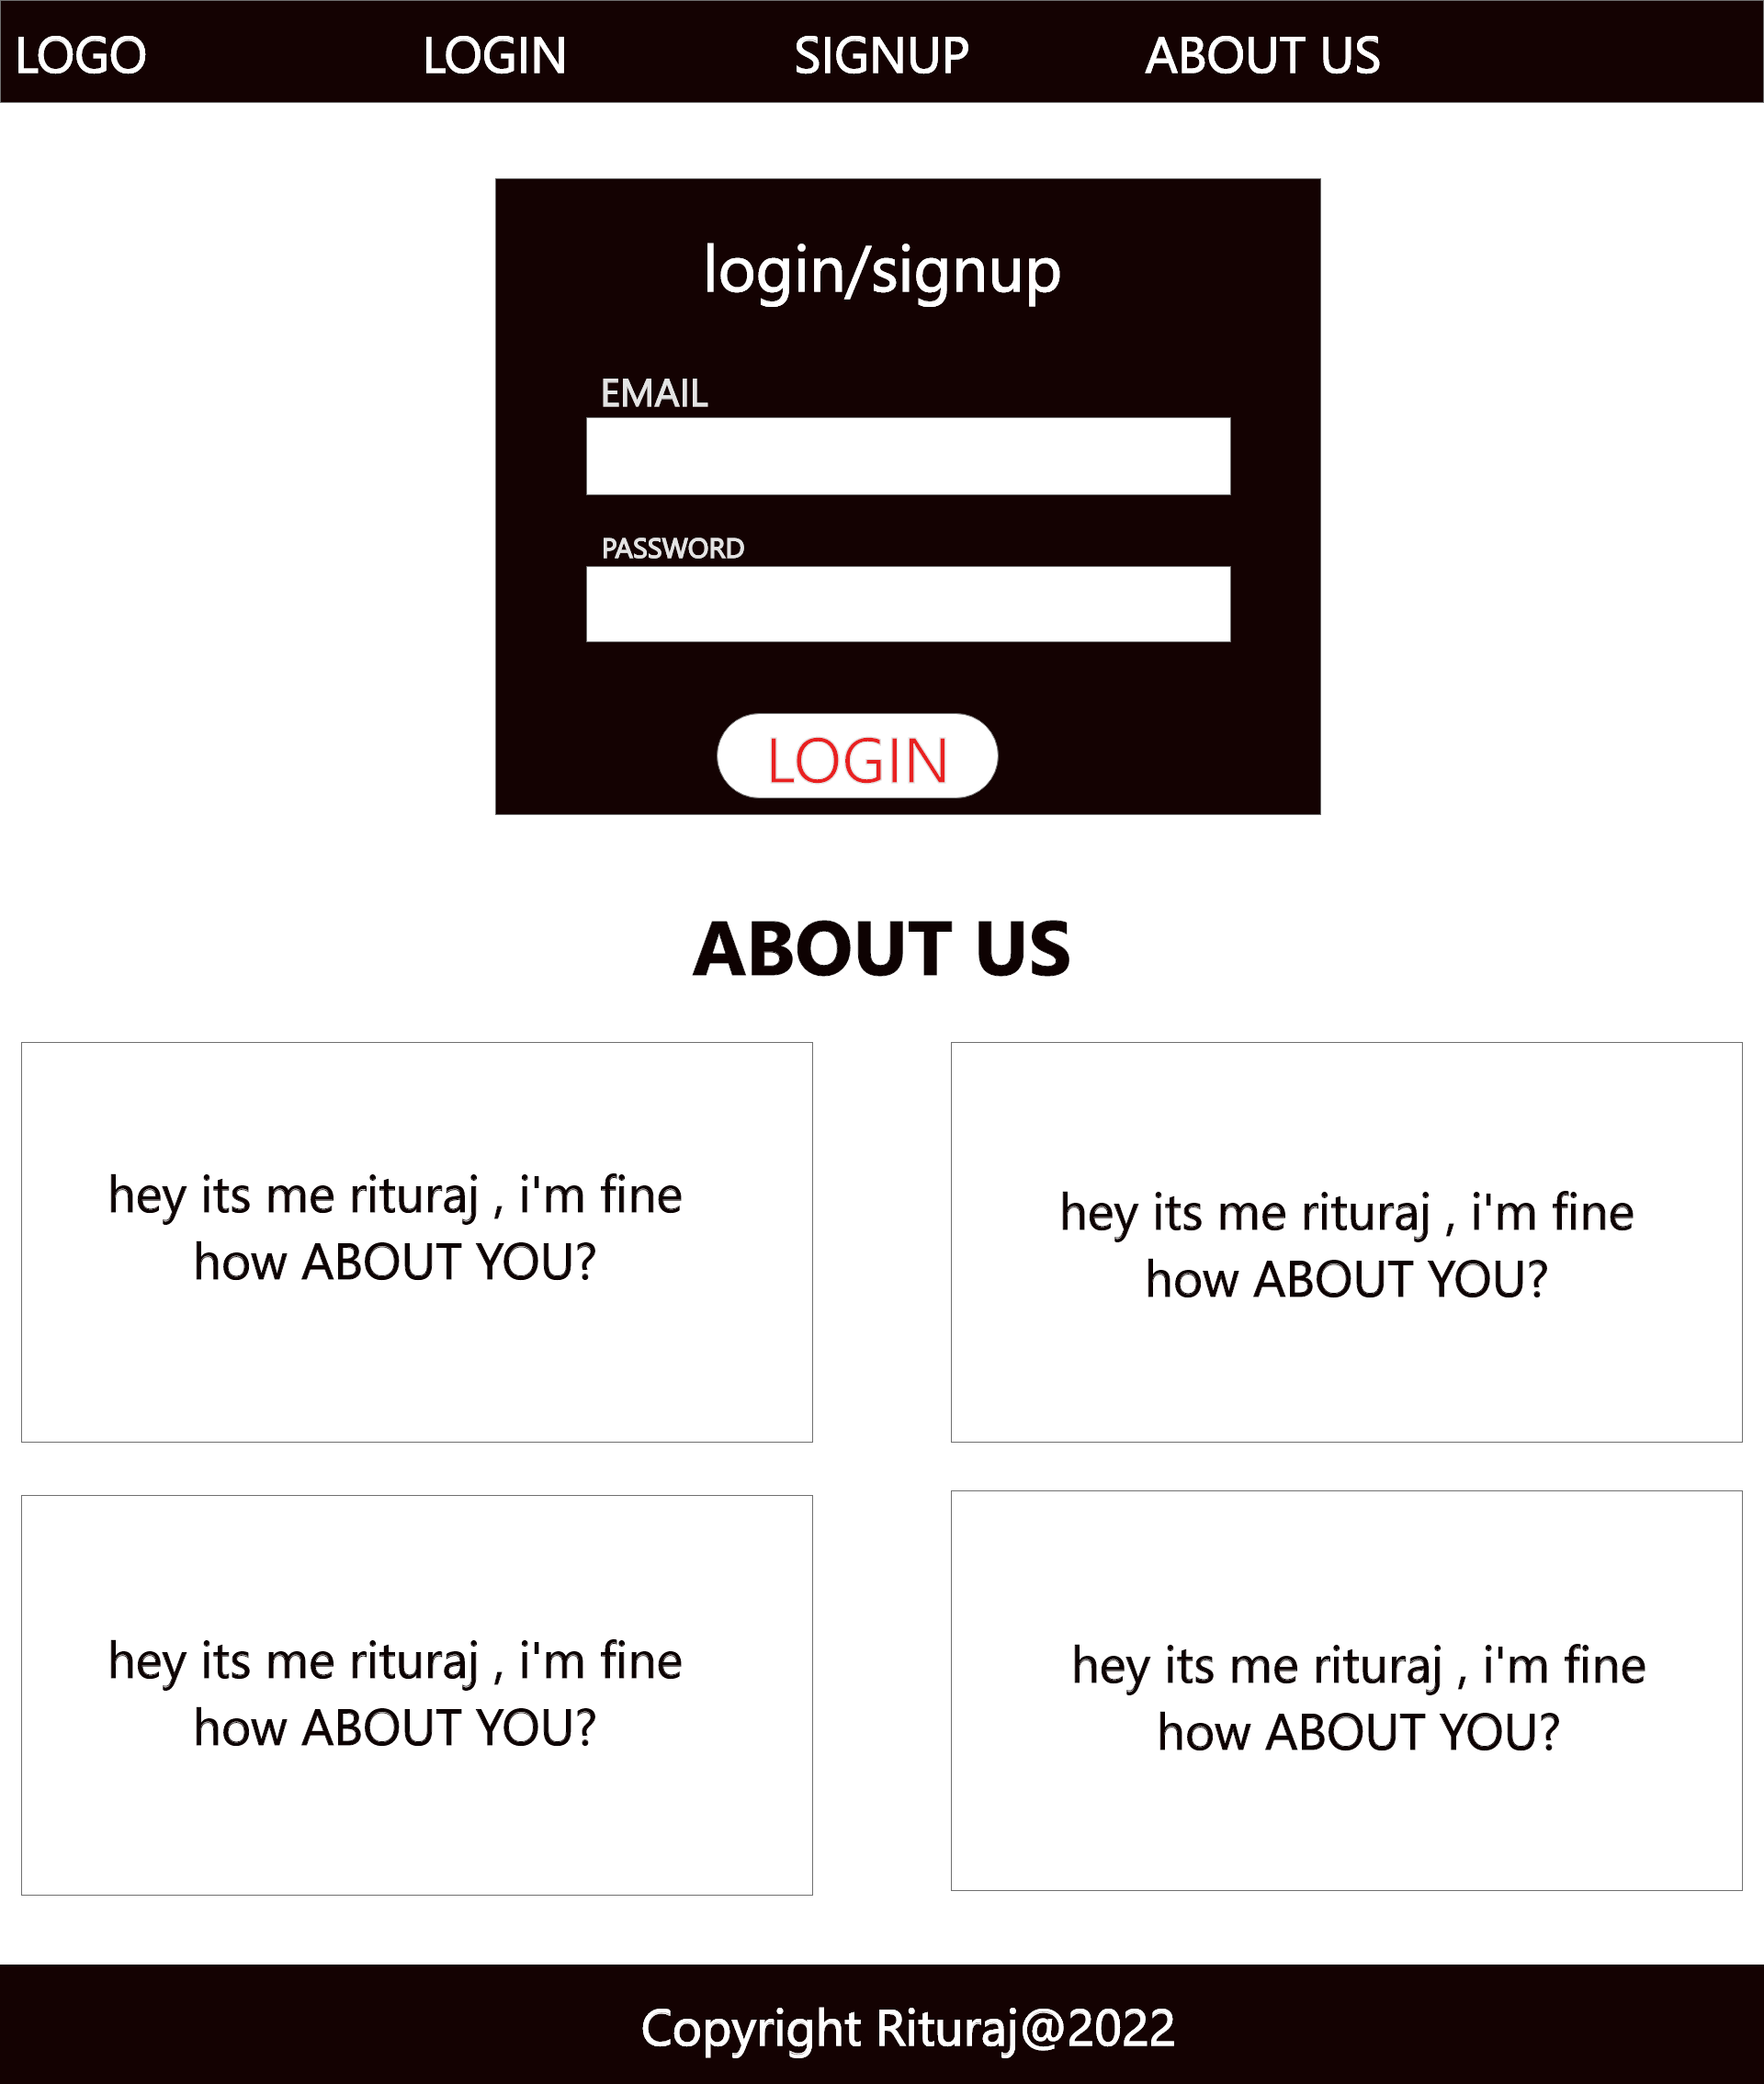 LOGO
LOGIN
SIGNUP
ABOUT US
login/signup
EMAIL
PASSWORD
LOGIN
ABOUT US
hey its me rituraj , i'm fine
how ABOUT YOU?
hey its me rituraj , i'm fine
how ABOUT YOU?
hey its me rituraj , i'm fine
how ABOUT YOU?
hey its me rituraj , i'm fine
how ABOUT YOU?
Copyright Rituraj@2022